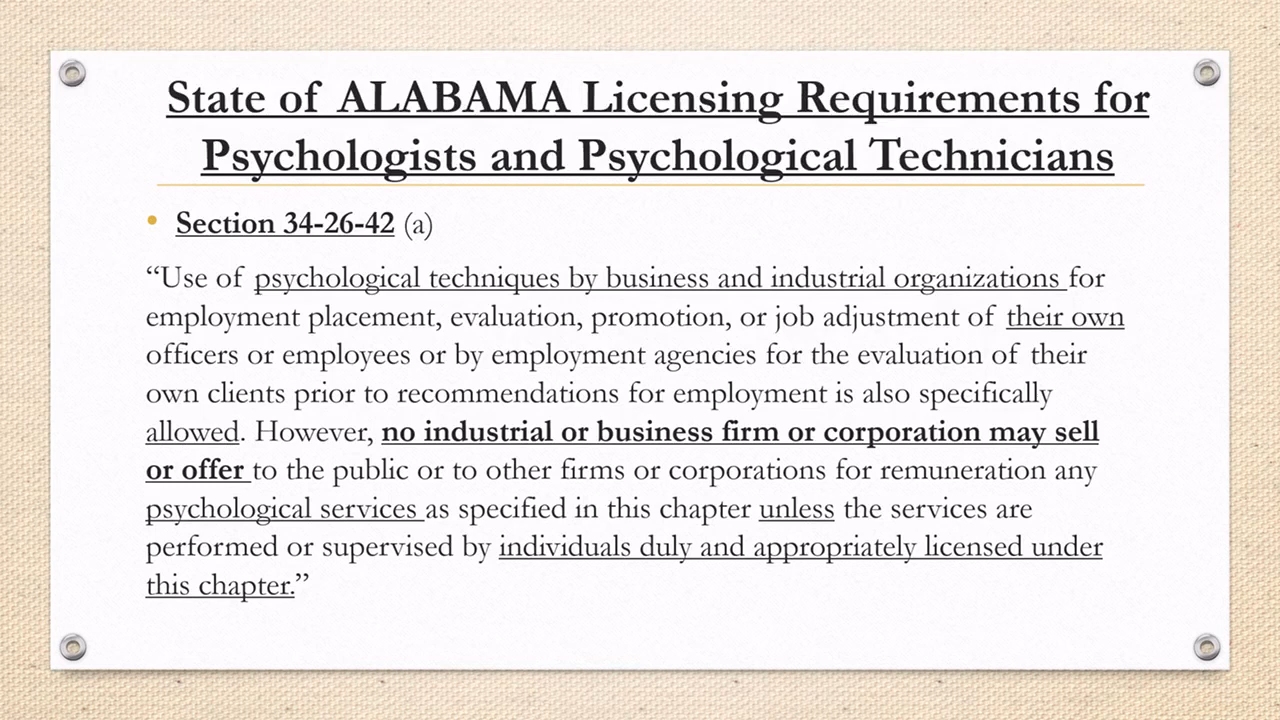 State of ALABAMA Licensing Requirements for
Psychologists and Psychological Technicians
• Section 34-26-42 (a)
“Use of psychological techniques by business and industrial organizations for
employment placement, evaluation, promotion, or job adjustment of their own
officers or employees or by employment agencies for the evaluation of their
own clients prior to recommendations for employment is also specifically
allowed. However, no industrial or business firm or corporation may sell
or offer to the public or to other firms or corporations for remuneration any
psychological services as specified in this chapter unless the services are
performed or supervised by individuals duly and appropriately licensed under
this chapter.”